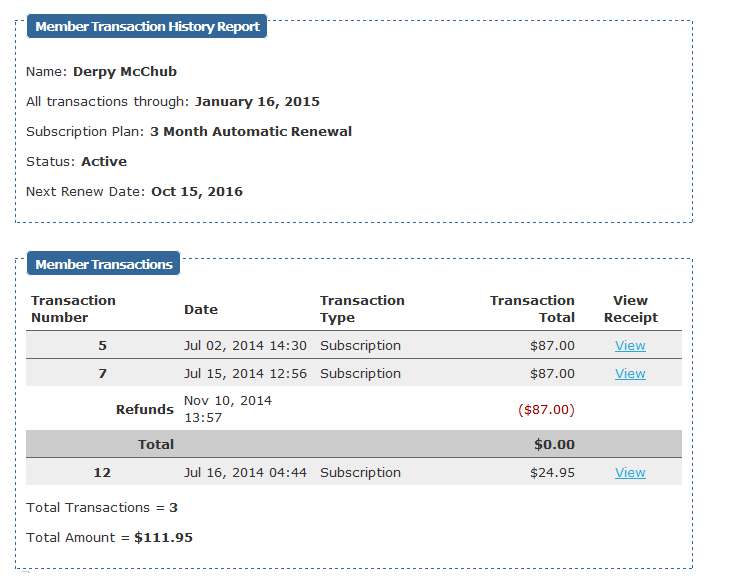 Member Transaction History Report
Name: Derpy McChub
All transactions through: January 16, 2015
Subscription Plan: 3 Month Automatic Renewal
Status: Active
Next Renew Date: Oct 15, 2016
Member Transactions
Transaction Number Date Transaction Type Transaction Total View Receipt
5 Jul 02, 2014 14:30 Subscription $87.00 View
7 Jul 15, 2014 12:56 Subscription $87.00 View
Refunds Nov 10, 2014 13:57 ($87.00)
Total $0.00
12 Jul 16, 2014 04:44 Subscription $24.95 View
Total Transactions = 3
Total Amount = $111.95